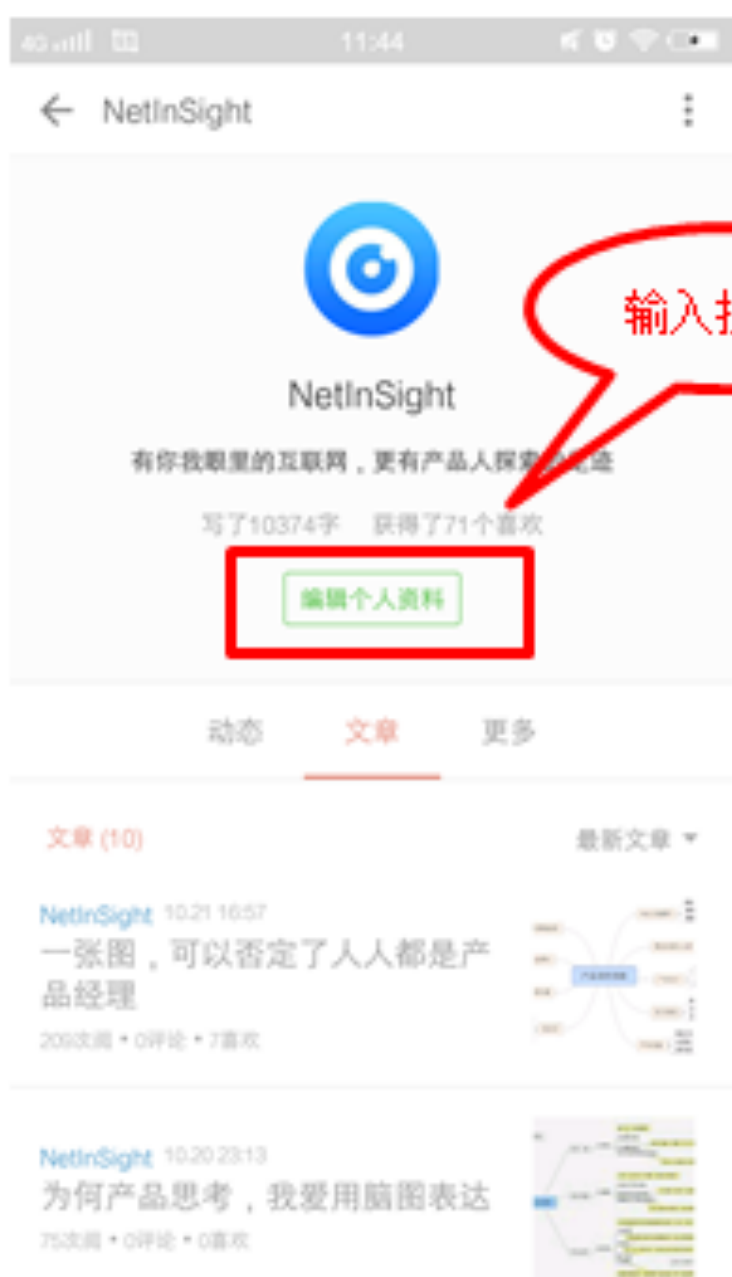 4G
11:44
NetInSight
输入
NetInSight
有你我眼里的互联网，更有产品人探索
写了10374字 获得了71个喜欢
编辑个人资料
动态 文章 更多
文章 (10)
最新文章
NetInSight 10.21 16:57
一张图，可以否定了人人都是产
品经理
209次阅 • 0评论 • 7喜欢
NetInSight 10.20 23:13
为何产品思考，我爱用脑图表达
75次阅 • 0评论 • 0喜欢